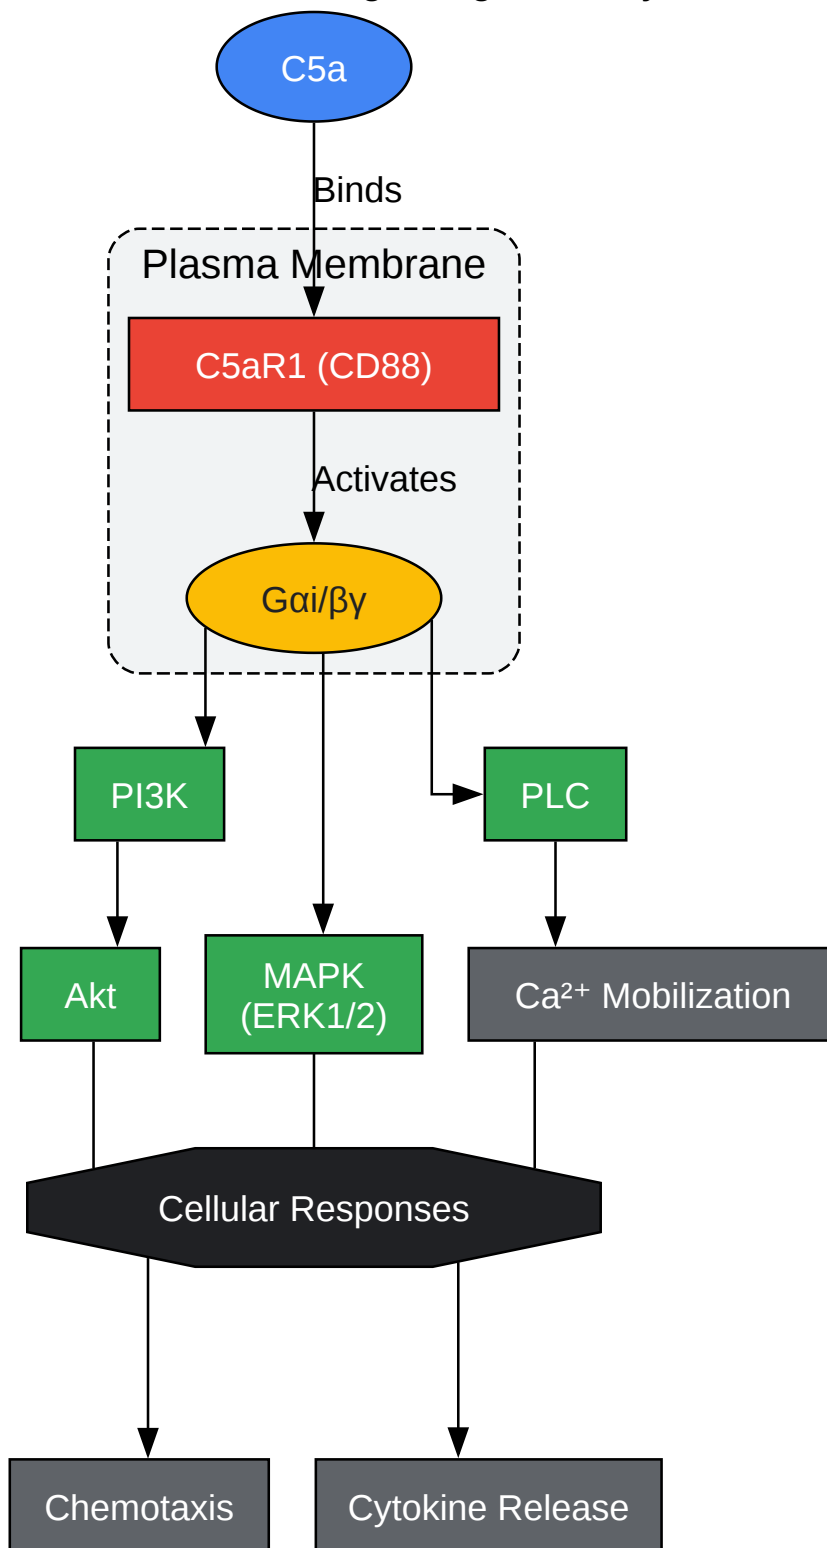 C5a
Binds
Plasma Membrane
C5aR1 (CD88)
Activates
Gαi/βγ
PI3K
PLC
Akt
MAPK
(ERK1/2)
Ca²⁺ Mobilization
Cellular Responses
Chemotaxis
Cytokine Release